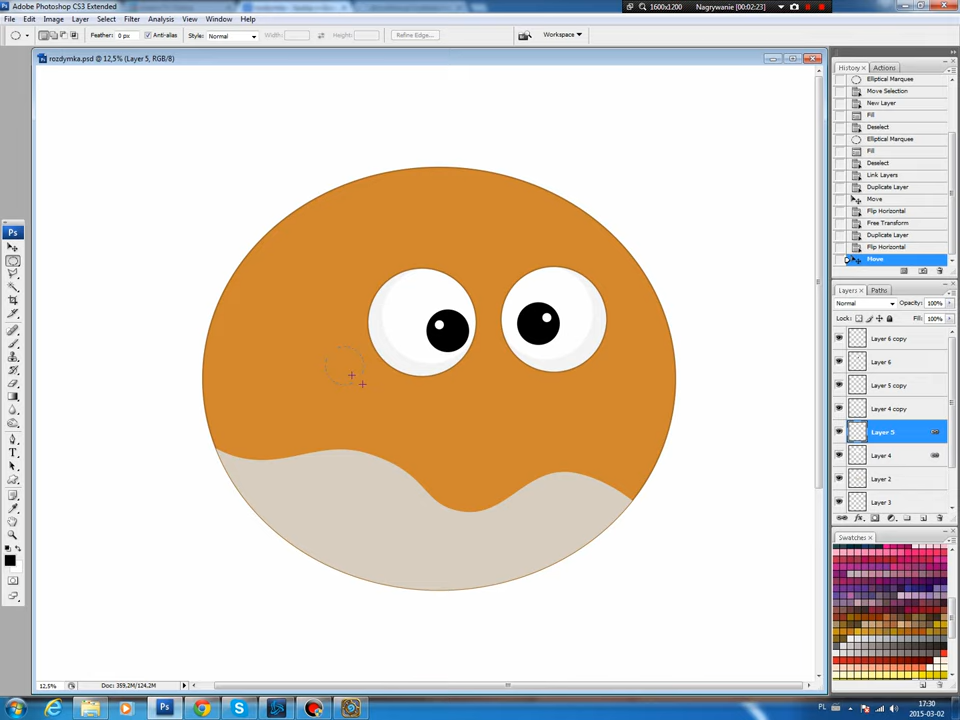 Adobe Photoshop CS3 Extended
1600x1200
Nagrywanie [00:02:23]
File Edit Image Layer Select Filter Analysis View Window Help
Feather: 0 px
Anti-alias
Style: Normal
Width:
Height:
Refine Edge...
Workspace
rozdymka.psd @ 12,5% (Layer 5, RGB/8)
History Actions
Elliptical Marquee
Move Selection
New Layer
Fill
Deselect
Elliptical Marquee
Fill
Deselect
Link Layers
Duplicate Layer
Move
Flip Horizontal
Free Transform
Duplicate Layer
Flip Horizontal
Move
Layers Paths
Normal
Opacity: 100%
Lock:
Fill: 100%
Layer 6 copy
Layer 6
Layer 5 copy
Layer 4 copy
Layer 5
Layer 4
Layer 2
Layer 3
Swatches
Ps
12,5%
Doc: 359,2M/124,2M
PL
17:30
2015-03-02